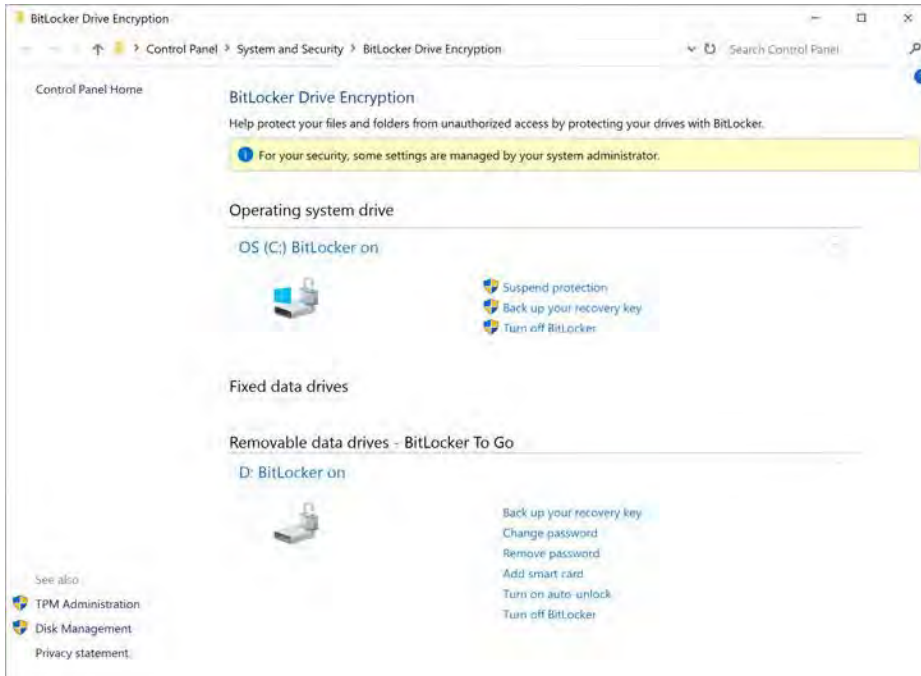 BitLocker Drive Encryption
Control Panel > System and Security > BitLocker Drive Encryption
Search Control Panel
Control Panel Home
BitLocker Drive Encryption
Help protect your files and folders from unauthorized access by protecting your drives with BitLocker.
For your security, some settings are managed by your system administrator.
Operating system drive
OS (C:) BitLocker on
Suspend protection
Back up your recovery key
Turn off BitLocker
Fixed data drives
Removable data drives - BitLocker To Go
D: BitLocker on
Back up your recovery key
Change password
Remove password
Add smart card
Turn on auto-unlock
Turn off BitLocker
See also
TPM Administration
Disk Management
Privacy statement